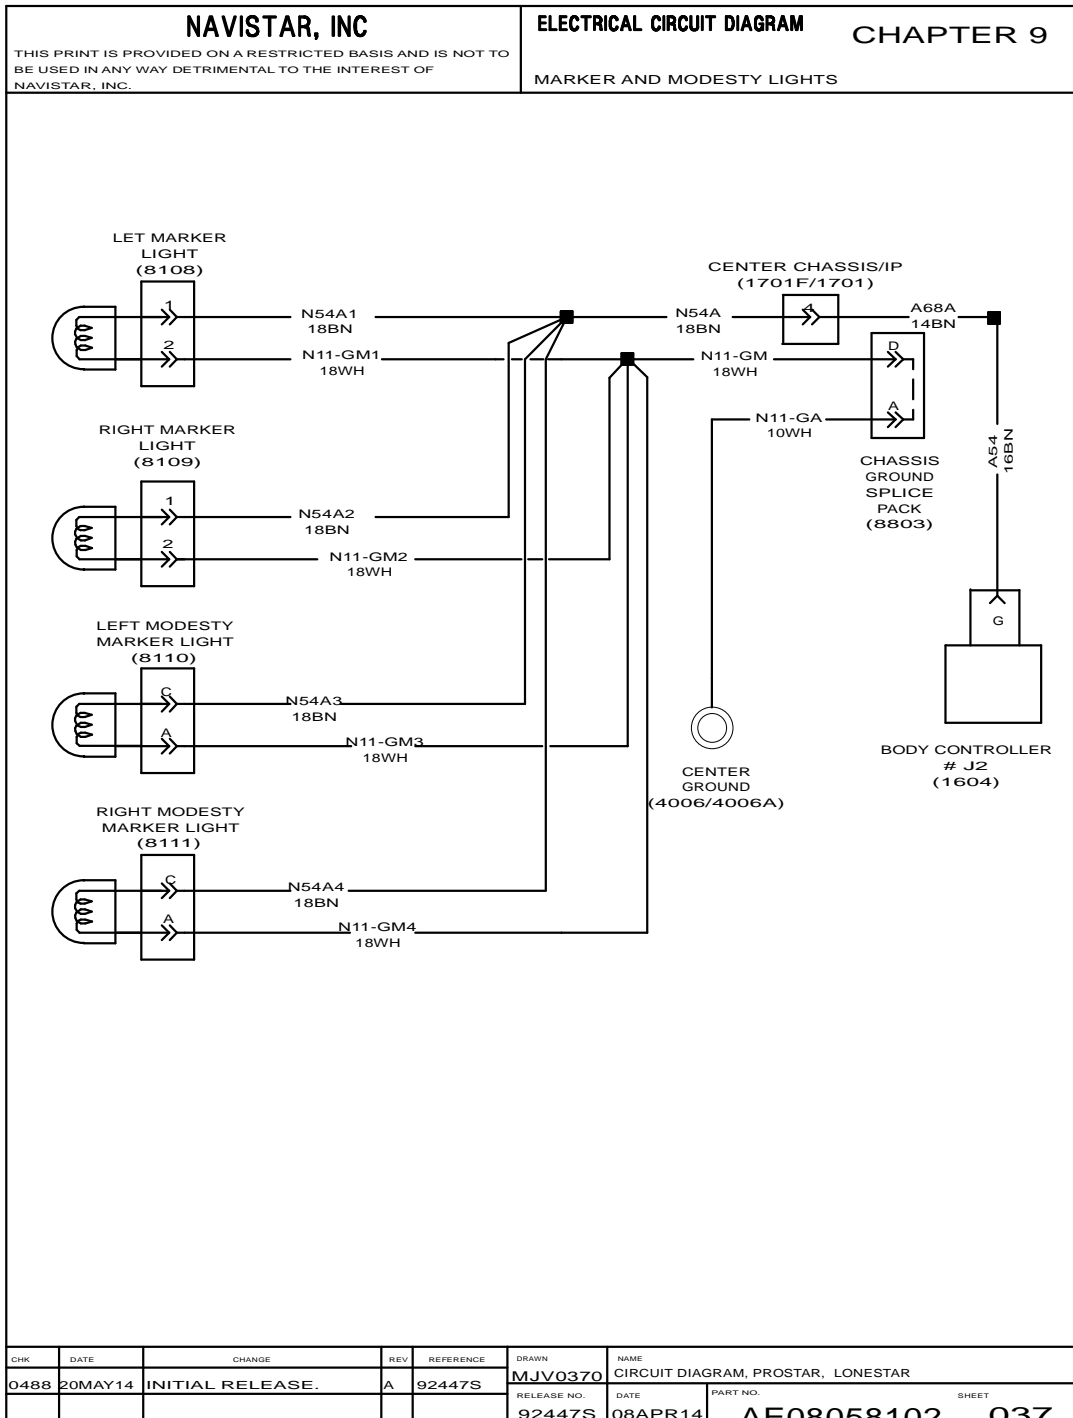 NAVISTAR, INC
THIS PRINT IS PROVIDED ON A RESTRICTED BASIS AND IS NOT TO
BE USED IN ANY WAY DETRIMENTAL TO THE INTEREST OF
NAVISTAR, INC.
ELECTRICAL CIRCUIT DIAGRAM
CHAPTER 9
MARKER AND MODESTY LIGHTS
LET MARKER
LIGHT
(8108)
1
2
N54A1
18BN
N11-GM1
18WH
N54A
18BN
CENTER CHASSIS/IP
(1701F/1701)
4
A68A
14BN
N11-GM
18WH
D
A
N11-GA
10WH
CHASSIS
GROUND
SPLICE
PACK
(8803)
A54
16BN
RIGHT MARKER
LIGHT
(8109)
1
2
N54A2
18BN
N11-GM2
18WH
LEFT MODESTY
MARKER LIGHT
(8110)
C
A
N54A3
18BN
N11-GM3
18WH
G
BODY CONTROLLER
# J2
(1604)
CENTER
GROUND
(4006/4006A)
RIGHT MODESTY
MARKER LIGHT
(8111)
C
A
N54A4
18BN
N11-GM4
18WH
CHK DATE CHANGE REV REFERENCE
0488 20MAY14 INITIAL RELEASE. A 92447S
DRAWN
MJV0370
NAME
CIRCUIT DIAGRAM, PROSTAR, LONESTAR
RELEASE NO.
92447S
DATE
08APR14
PART NO.
AE08058102
SHEET
037